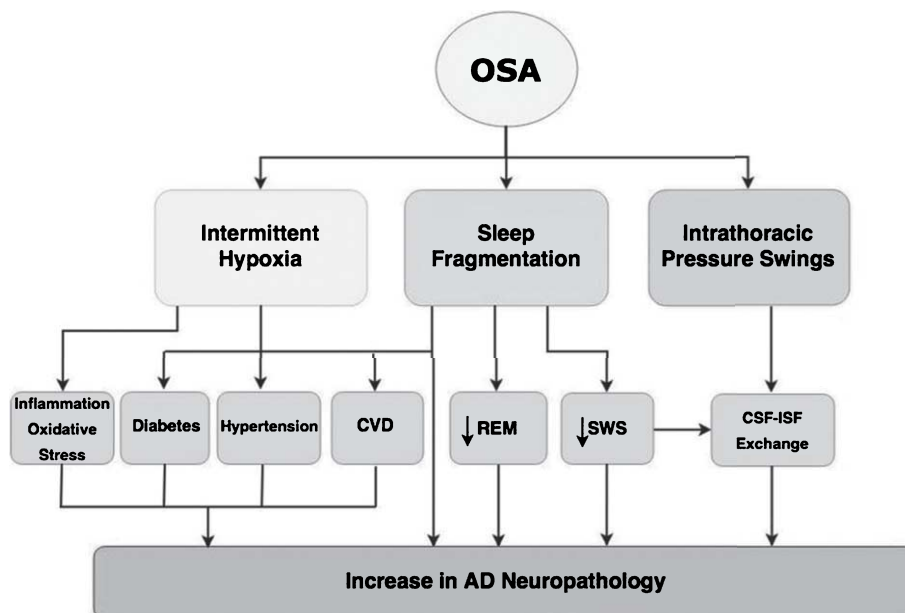 OSA
Intermittent
Hypoxia
Sleep
Fragmentation
Intrathoracic
Pressure Swings
Inflammation
Oxidative
Stress
Diabetes
Hypertension
CVD
↓ REM
↓ SWS
CSF-ISF
Exchange
Increase in AD Neuropathology